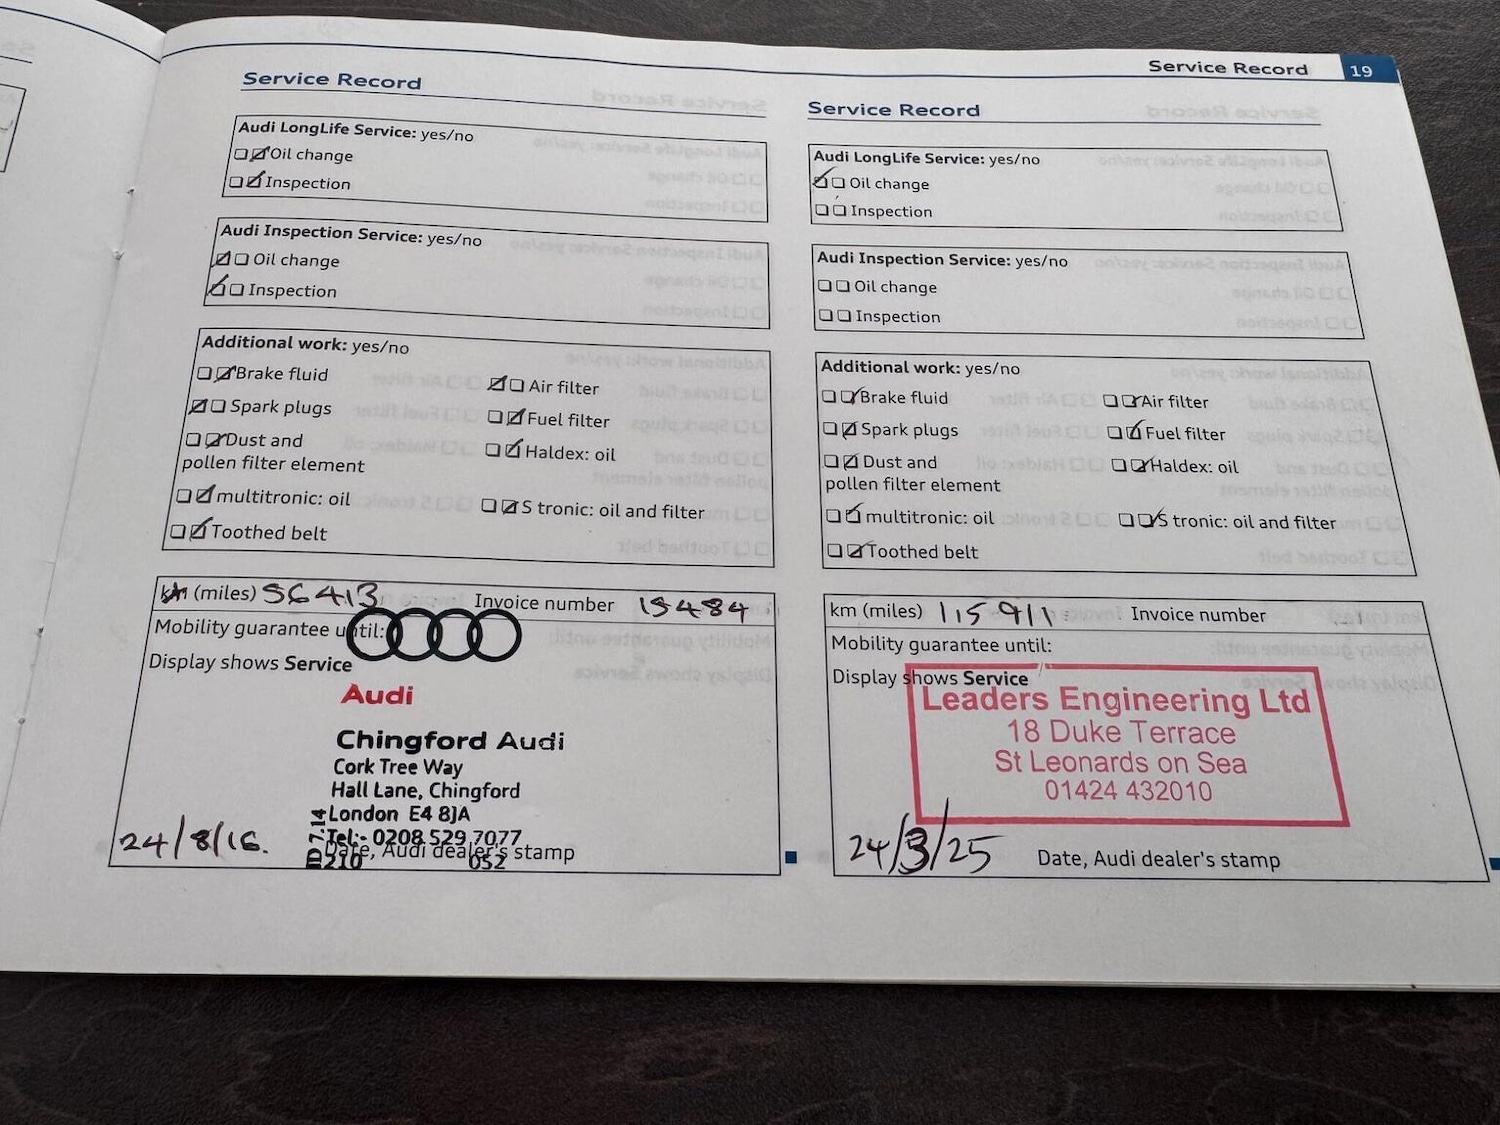 Service Record 19
Service Record
Audi LongLife Service: yes/no
Oil change
Inspection
Audi Inspection Service: yes/no
Oil change
Inspection
Additional work: yes/no
Brake fluid
Air filter
Spark plugs
Fuel filter
Dust and
pollen filter element
Haldex: oil
multitronic: oil
S tronic: oil and filter
Toothed belt
km (miles) 56413 Invoice number 15484
Mobility guarantee until:
Display shows Service
Audi
Chingford Audi
Cork Tree Way
Hall Lane, Chingford
London E4 8JA
Tel:- 0208 529 7077
210 052
24/8/16.
Date, Audi dealer's stamp
Service Record
Audi LongLife Service: yes/no
Oil change
Inspection
Audi Inspection Service: yes/no
Oil change
Inspection
Additional work: yes/no
Brake fluid
Air filter
Spark plugs
Fuel filter
Dust and
pollen filter element
Haldex: oil
multitronic: oil
S tronic: oil and filter
Toothed belt
km (miles) 115911 Invoice number
Mobility guarantee until:
Display shows Service
Leaders Engineering Ltd
18 Duke Terrace
St Leonards on Sea
01424 432010
24/3/25
Date, Audi dealer's stamp